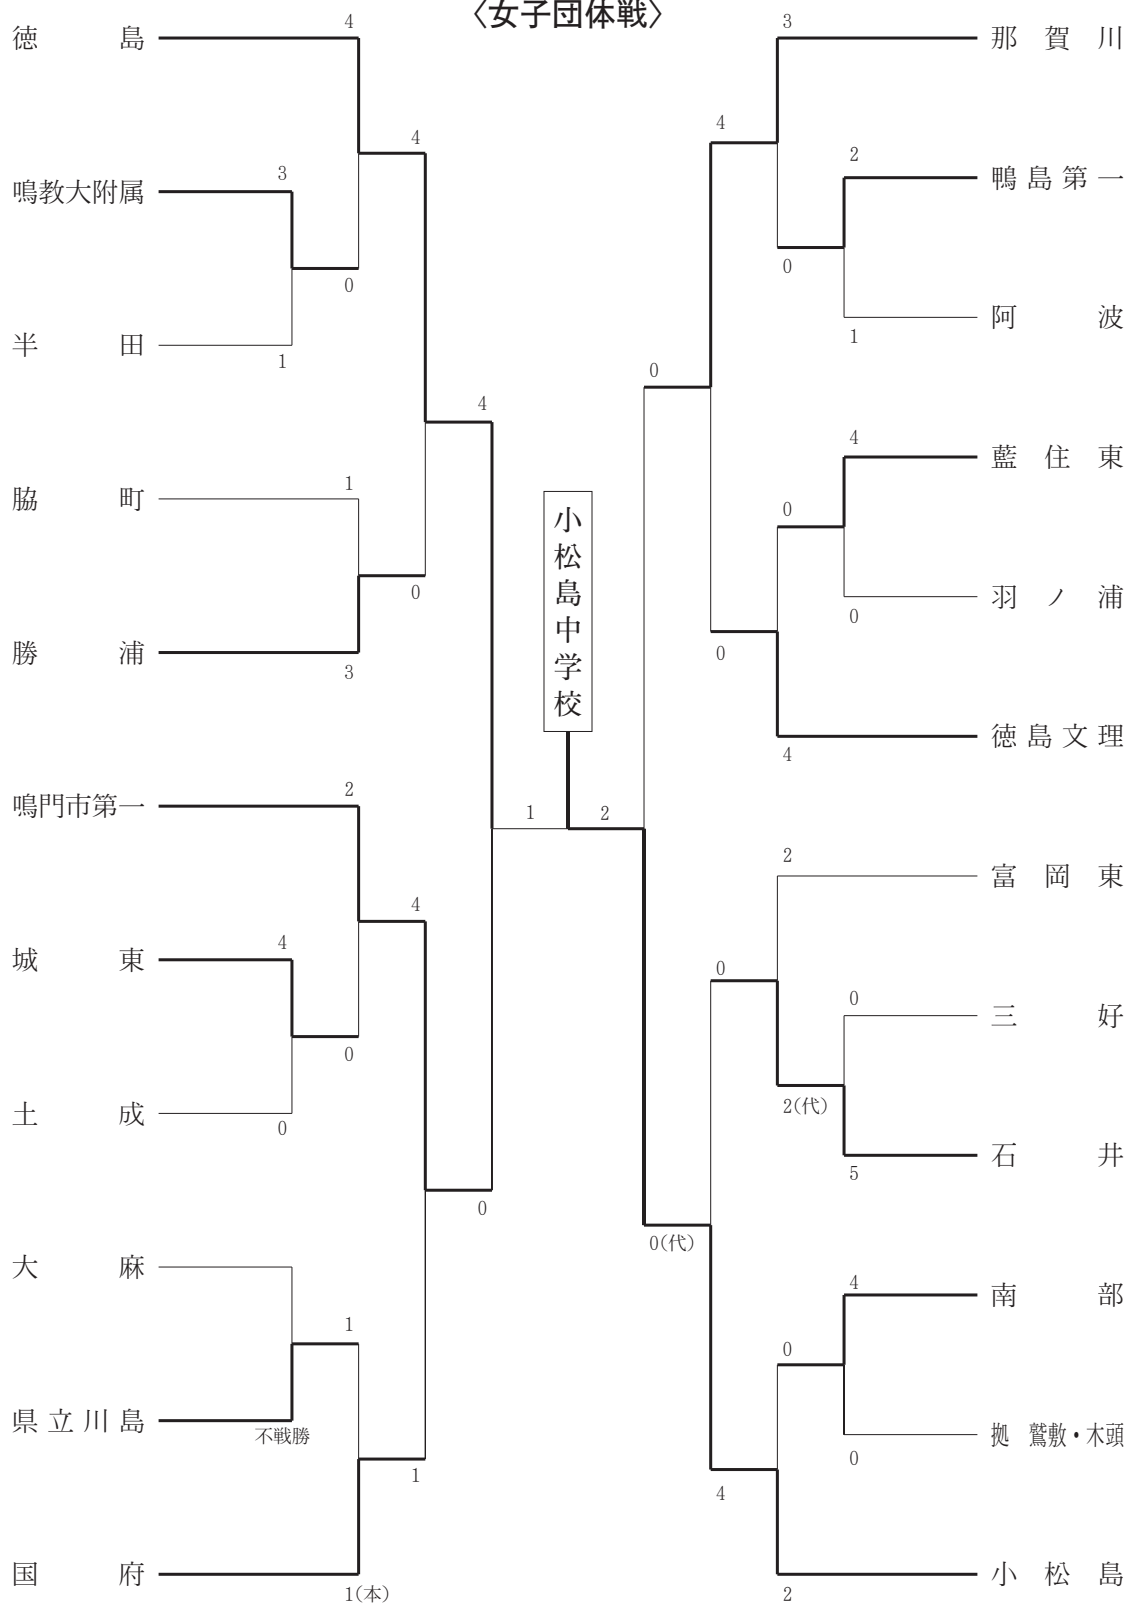 〈女子団体戦〉
徳島
4
鳴教大附属
3
4
0
半田
1
4
脇町
1
0
勝浦
3
鳴門市第一
2
4
城東
4
0
土成
0
0
大麻
1
県立川島
不戦勝
1
国府
1(本)
小松島中学校
1
2
3
那賀川
4
2
鴨島第一
0
阿波
1
0
4
藍住東
0
羽ノ浦
0
0
徳島文理
4
2
富岡東
0
0
三好
2(代)
石井
5
0(代)
4
南部
0
拠 鷲敷・木頭
0
4
小松島
2